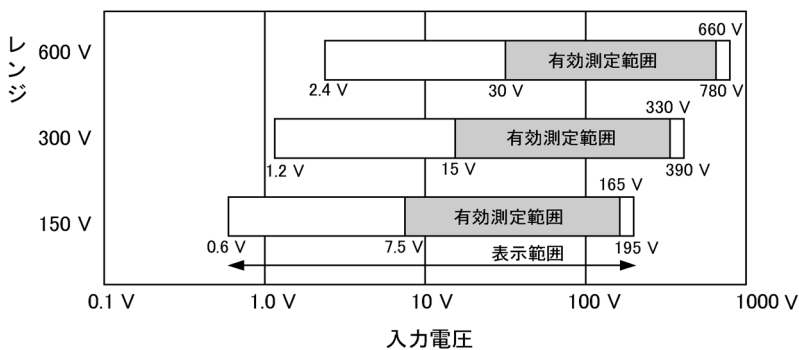 レンジ
660 V
600 V
有効測定範囲
2.4 V
30 V
780 V
330 V
300 V
有効測定範囲
1.2 V
15 V
390 V
165 V
150 V
有効測定範囲
0.6 V
7.5 V
195 V
表示範囲
0.1 V
1.0 V
10 V
100 V
1000 V
入力電圧